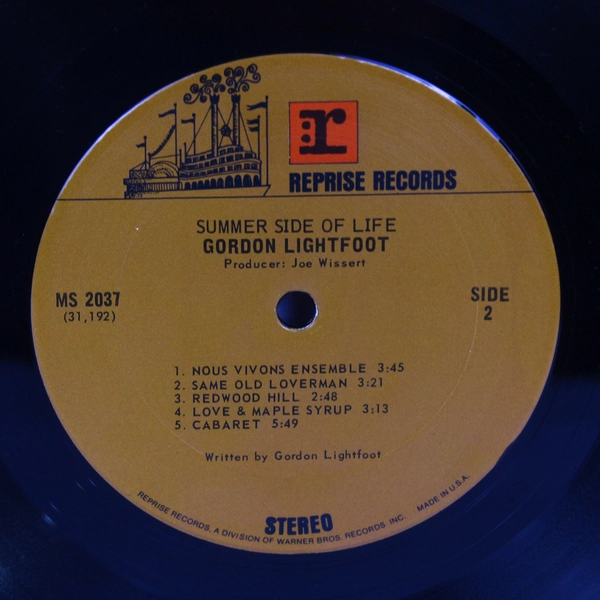 r
REPRISE RECORDS
SUMMER SIDE OF LIFE
GORDON LIGHTFOOT
Producer: Joe Wissert
MS 2037
(31,192)
SIDE
2
1. NOUS VIVONS ENSEMBLE 3:45
2. SAME OLD LOVERMAN 3:21
3. REDWOOD HILL 2:48
4. LOVE & MAPLE SYRUP 3:13
5. CABARET 5:49
Written by Gordon Lightfoot
STEREO
REPRISE RECORDS, A DIVISION OF WARNER BROS. RECORDS INC. MADE IN U.S.A.